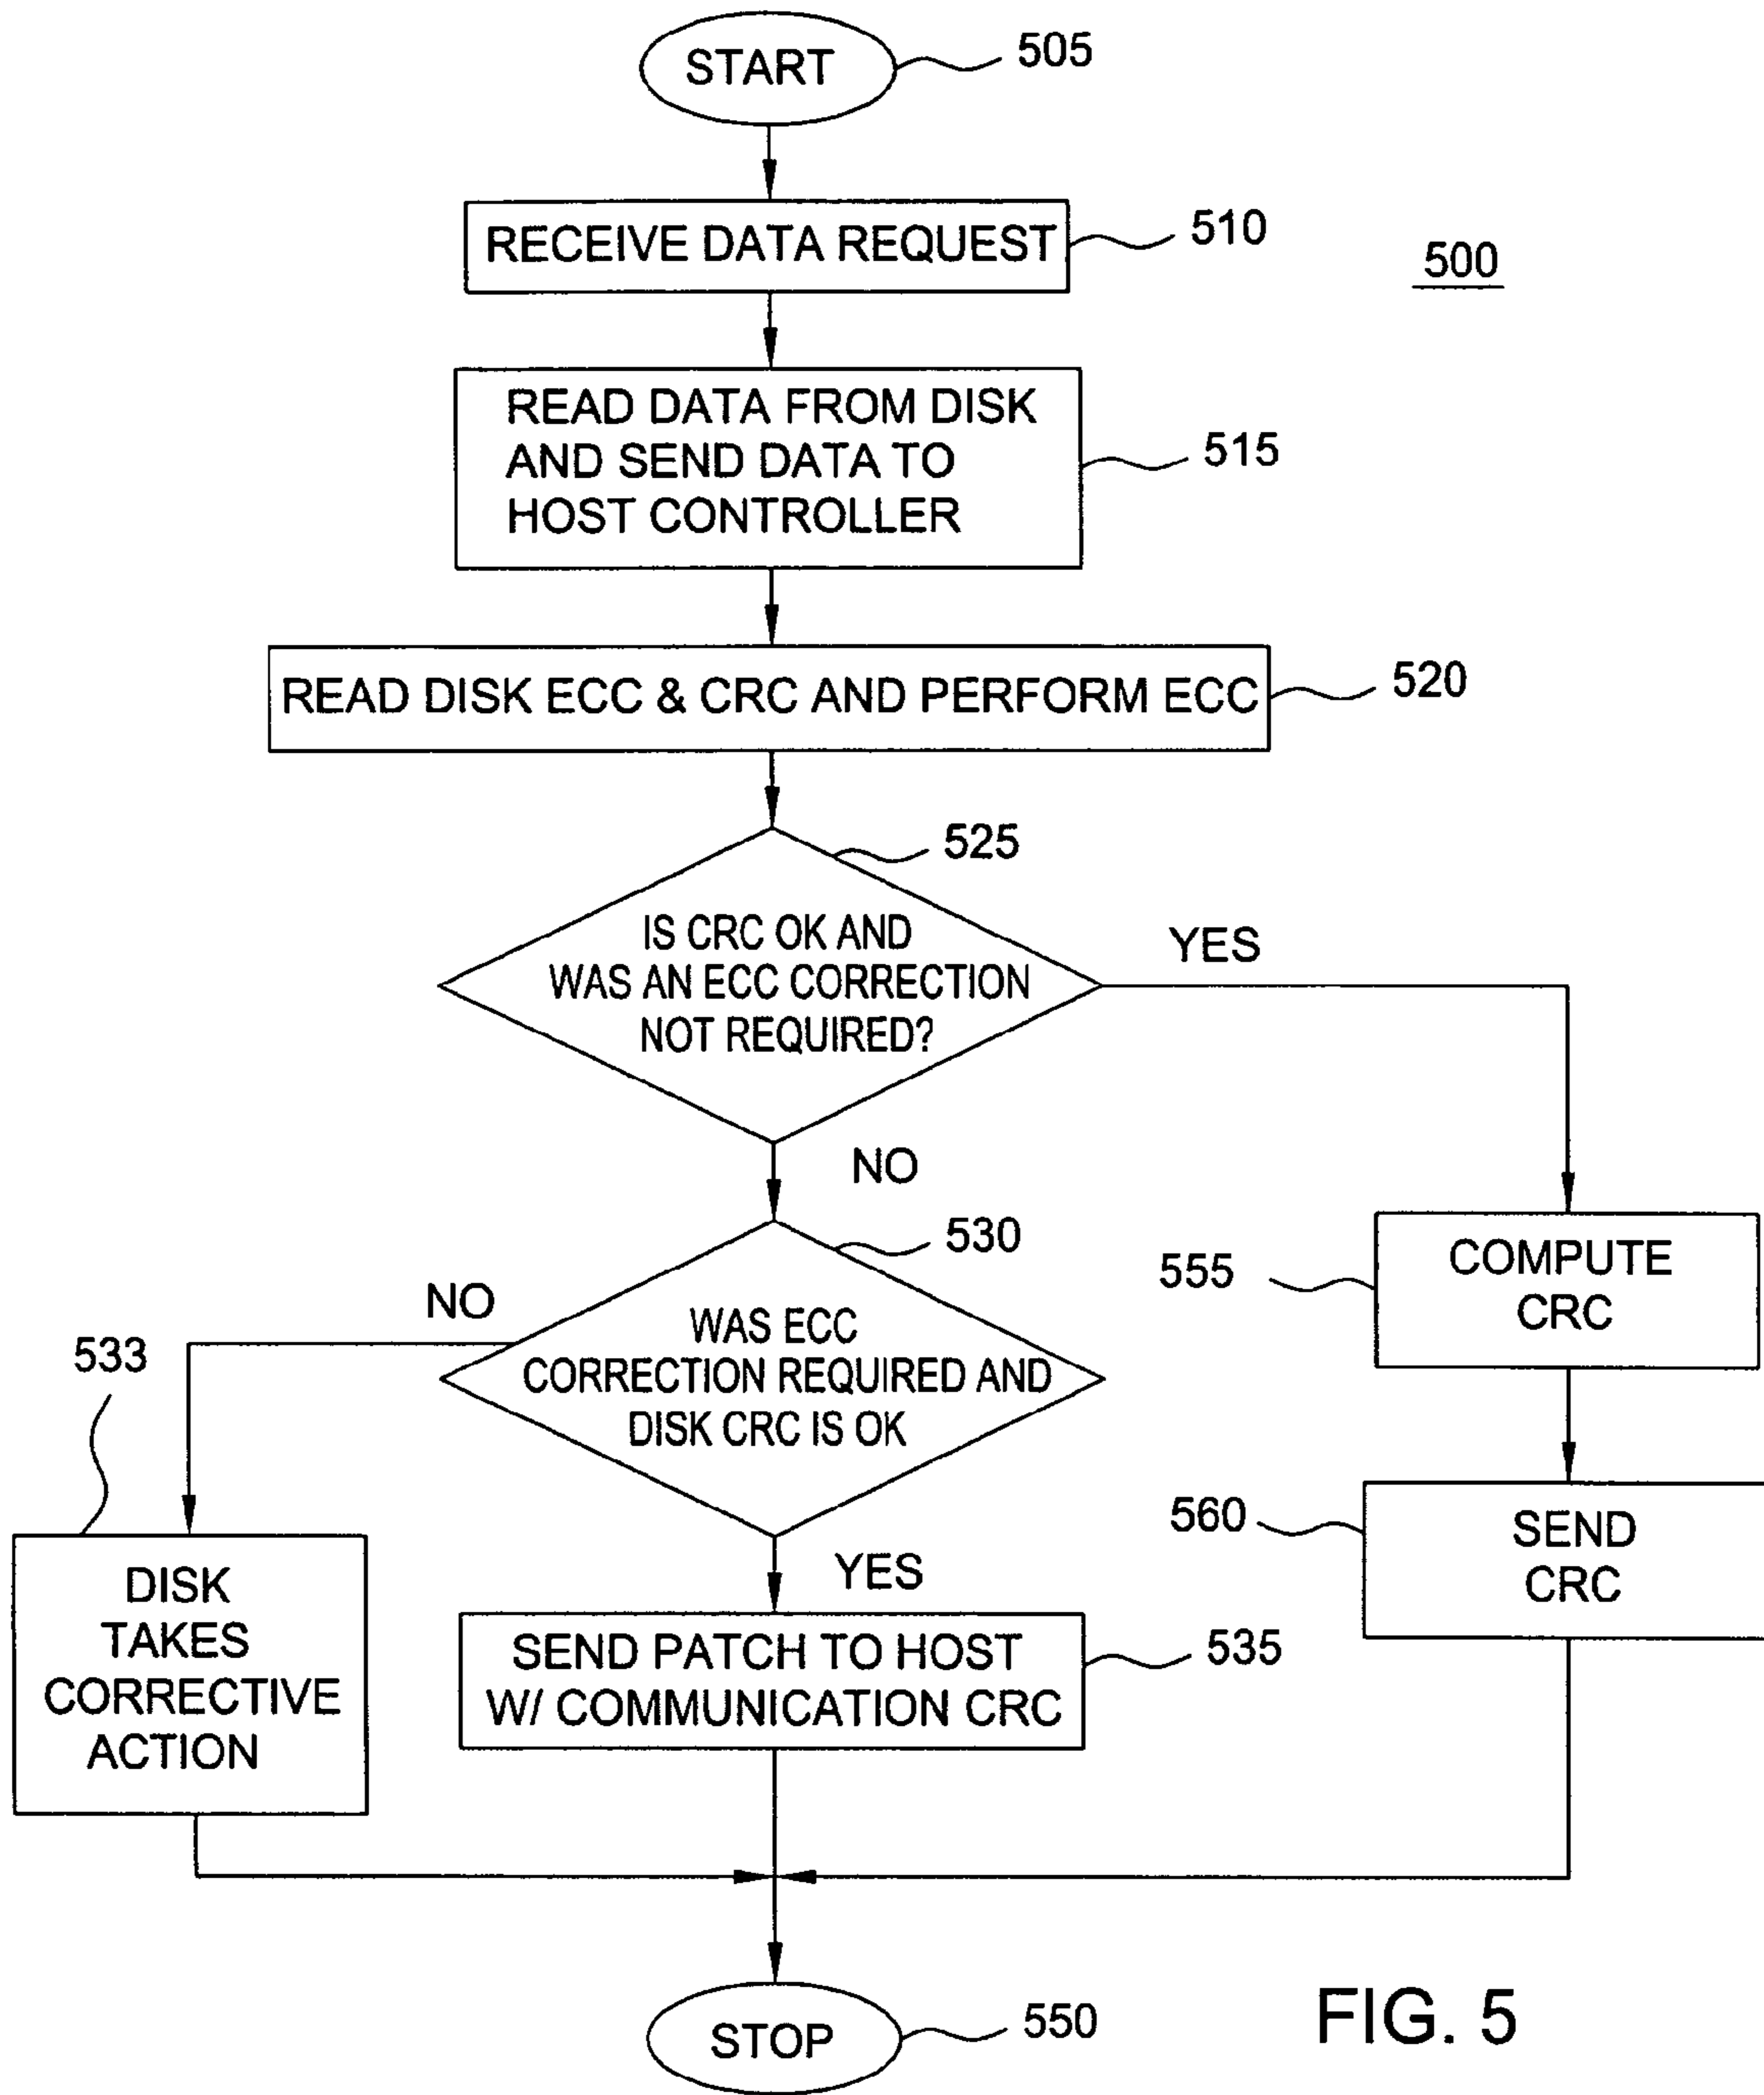 START
505
RECEIVE DATA REQUEST
510
500
READ DATA FROM DISK
AND SEND DATA TO
HOST CONTROLLER
515
READ DISK ECC & CRC AND PERFORM ECC
520
525
IS CRC OK AND
WAS AN ECC CORRECTION
NOT REQUIRED?
YES
NO
530
NO
WAS ECC
CORRECTION REQUIRED AND
DISK CRC IS OK
555
COMPUTE
CRC
533
560
SEND
CRC
YES
DISK
TAKES
CORRECTIVE
ACTION
SEND PATCH TO HOST
W/ COMMUNICATION CRC
535
STOP
550
FIG. 5